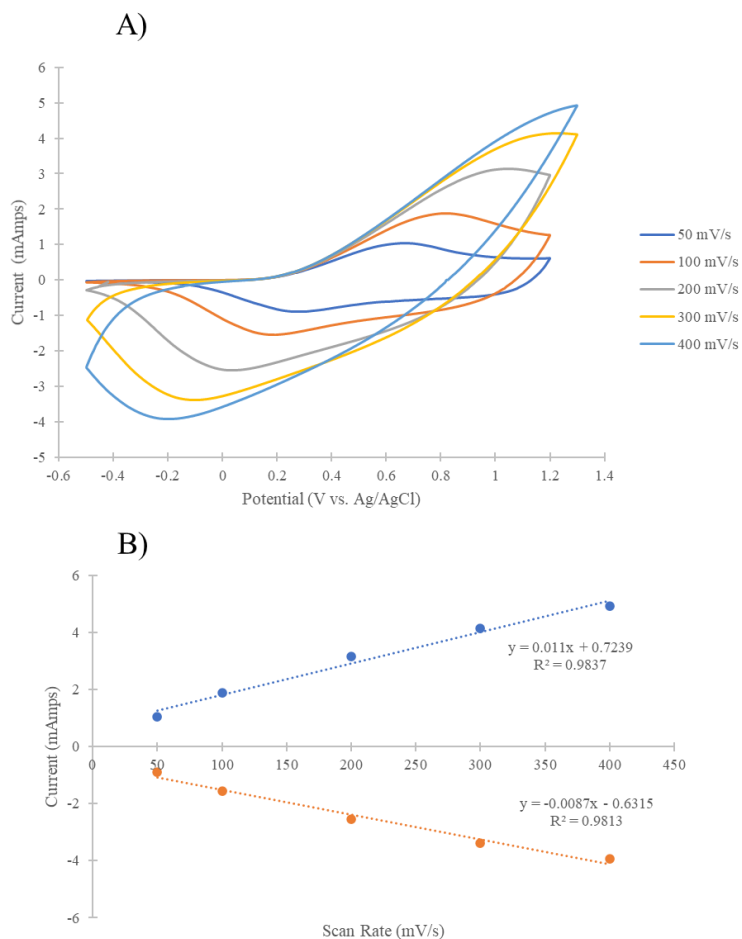 A)
6
5
4
3
2
1
0
-1
-2
-3
-4
-5
Current (mAmps)
-0.6 -0.4 -0.2 0 0.2 0.4 0.6 0.8 1 1.2 1.4
Potential (V vs. Ag/AgCl)
50 mV/s
100 mV/s
200 mV/s
300 mV/s
400 mV/s
B)
6
4
2
0
-2
-4
-6
Current (mAmps)
0 50 100 150 200 250 300 350 400 450
y = 0.011x + 0.7239
R² = 0.9837
y = -0.0087x - 0.6315
R² = 0.9813
Scan Rate (mV/s)